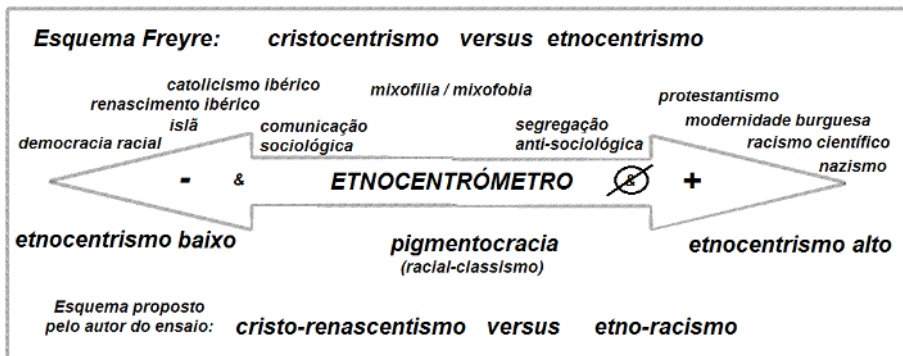 Esquema Freyre: cristocentrismo versus etnocentrismo
catolicismo ibérico
mixofilia / mixofobia
protestantismo
renascimento ibérico
modernidade burguesa
islã
comunicação
segregação
racismo científico
democracia racial
sociológica
anti-sociológica
nazismo
- & ETNOCENTRÓMETRO & +
etnocentrismo baixo
pigmentocracia
etnocentrismo alto
(racial-classismo)
Esquema proposto
pelo autor do ensaio: cristo-renascentismo versus etno-racismo